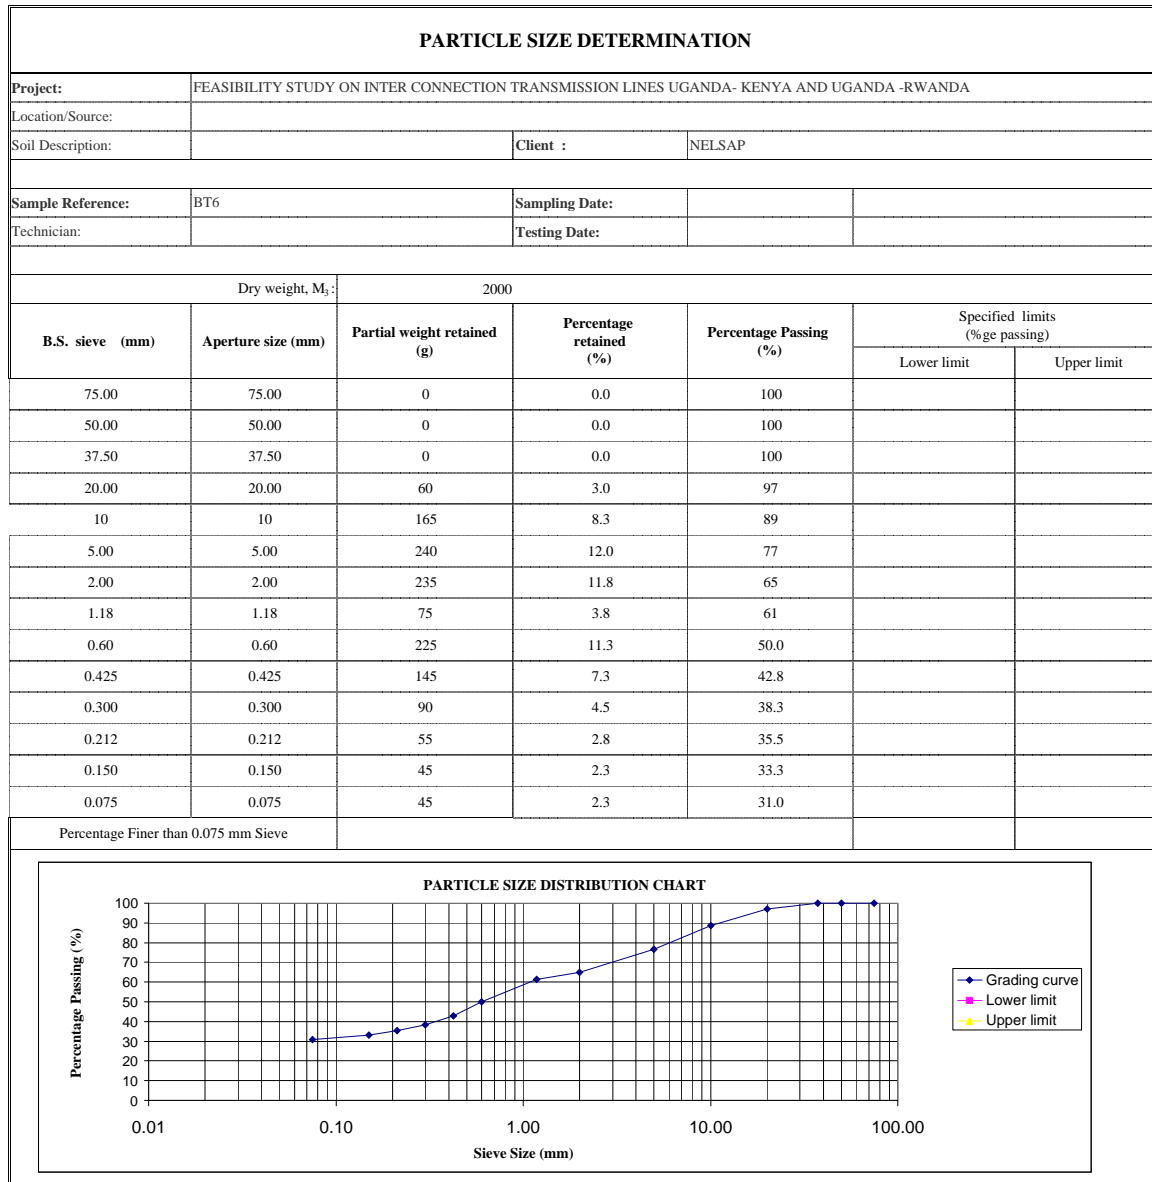 PARTICLE SIZE DETERMINATION
Project: FEASIBILITY STUDY ON INTER CONNECTION TRANSMISSION LINES UGANDA- KENYA AND UGANDA -RWANDA
Location/Source:
Soil Description: Client : NELSAP
Sample Reference: BT6 Sampling Date:
Technician: Testing Date:
Dry weight, M3: 2000
B.S. sieve (mm) Aperture size (mm) Partial weight retained (g) Percentage retained (%) Percentage Passing (%) Specified limits (%ge passing)
Lower limit Upper limit
75.00 75.00 0 0.0 100
50.00 50.00 0 0.0 100
37.50 37.50 0 0.0 100
20.00 20.00 60 3.0 97
10 10 165 8.3 89
5.00 5.00 240 12.0 77
2.00 2.00 235 11.8 65
1.18 1.18 75 3.8 61
0.60 0.60 225 11.3 50.0
0.425 0.425 145 7.3 42.8
0.300 0.300 90 4.5 38.3
0.212 0.212 55 2.8 35.5
0.150 0.150 45 2.3 33.3
0.075 0.075 45 2.3 31.0
Percentage Finer than 0.075 mm Sieve
PARTICLE SIZE DISTRIBUTION CHART
Percentage Passing (%)
100
90
80
70
60
50
40
30
20
10
0
0.01 0.10 1.00 10.00 100.00
Sieve Size (mm)
Grading curve
Lower limit
Upper limit